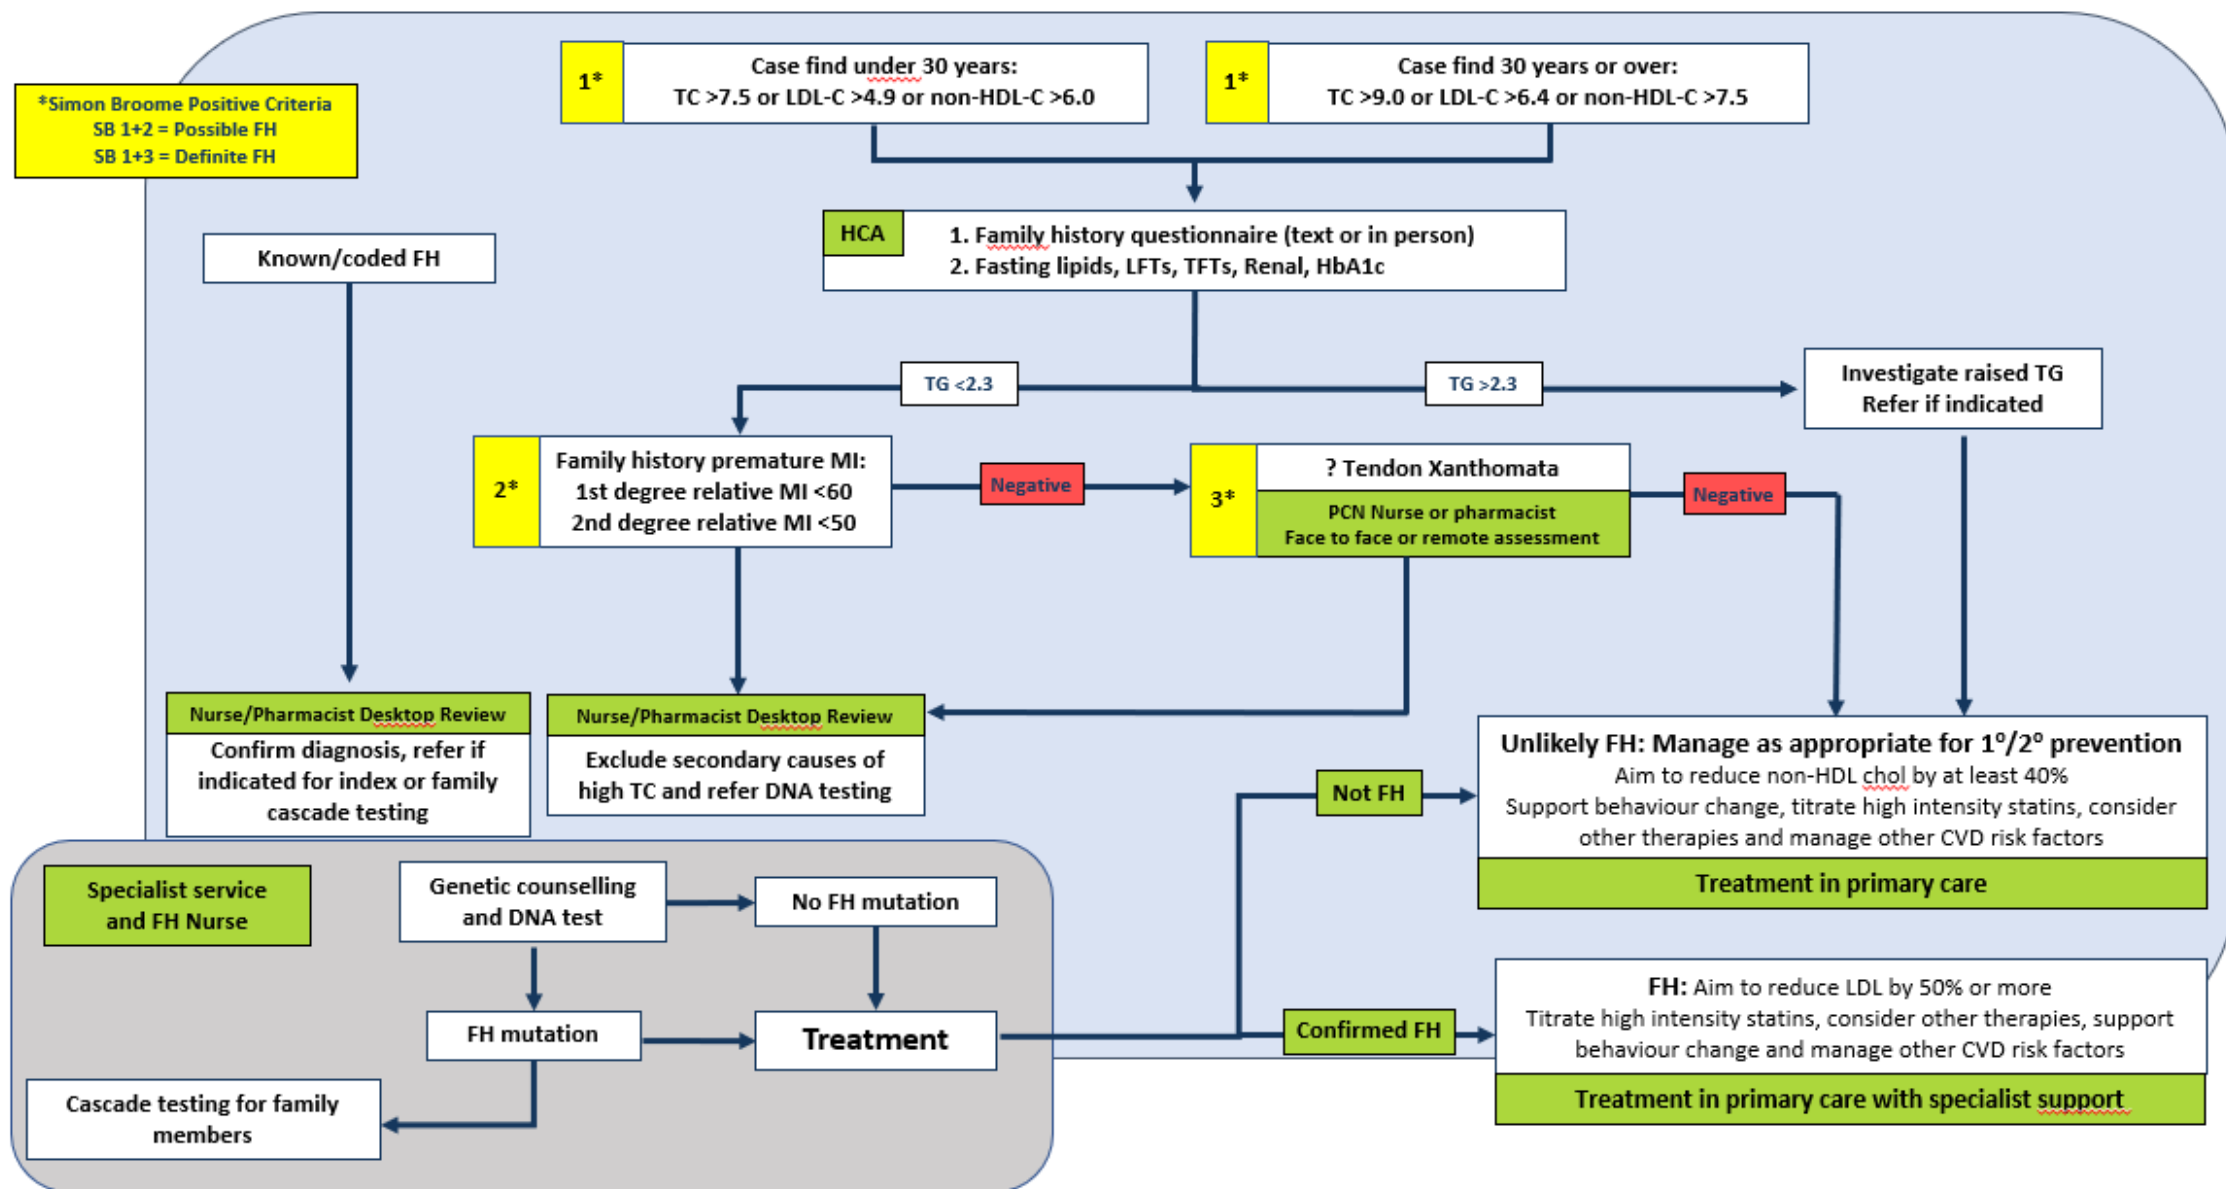 *Simon Broome Positive Criteria
SB 1+2 = Possible FH
SB 1+3 = Definite FH
1*
Case find under 30 years:
TC >7.5 or LDL-C >4.9 or non-HDL-C >6.0
1*
Case find 30 years or over:
TC >9.0 or LDL-C >6.4 or non-HDL-C >7.5
HCA
1. Family history questionnaire (text or in person)
2. Fasting lipids, LFTs, TFTs, Renal, HbA1c
Known/coded FH
TG <2.3
TG >2.3
Investigate raised TG
Refer if indicated
2*
Family history premature MI:
1st degree relative MI <60
2nd degree relative MI <50
Negative
3*
? Tendon Xanthomata
PCN Nurse or pharmacist
Face to face or remote assessment
Negative
Nurse/Pharmacist Desktop Review
Confirm diagnosis, refer if
indicated for index or family
cascade testing
Nurse/Pharmacist Desktop Review
Exclude secondary causes of
high TC and refer DNA testing
Not FH
Unlikely FH: Manage as appropriate for 1º/2º prevention
Aim to reduce non-HDL chol by at least 40%
Support behaviour change, titrate high intensity statins, consider
other therapies and manage other CVD risk factors
Treatment in primary care
Specialist service
and FH Nurse
Genetic counselling
and DNA test
No FH mutation
FH mutation
Treatment
Cascade testing for family
members
Confirmed FH
FH: Aim to reduce LDL by 50% or more
Titrate high intensity statins, consider other therapies, support
behaviour change and manage other CVD risk factors
Treatment in primary care with specialist support